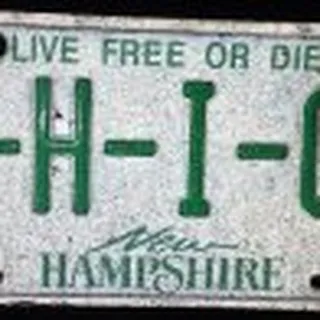 LIVE FREE OR DIE
-H-I-
New
HAMPSHIRE